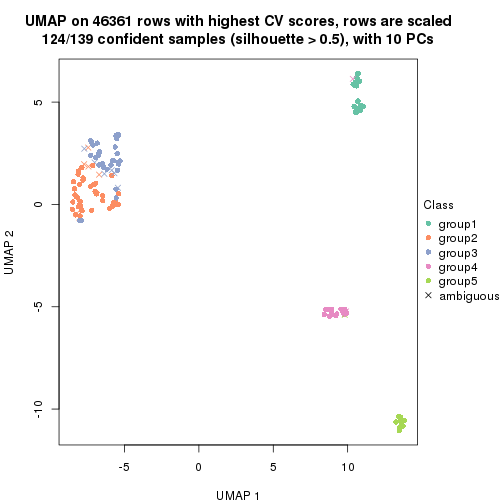 UMAP on 46361 rows with highest CV scores, rows are scaled
124/139 confident samples (silhouette > 0.5), with 10 PCs
5
0
-5
-10
UMAP 2
-5
0
5
10
UMAP 1
Class
group1
group2
group3
group4
group5
ambiguous